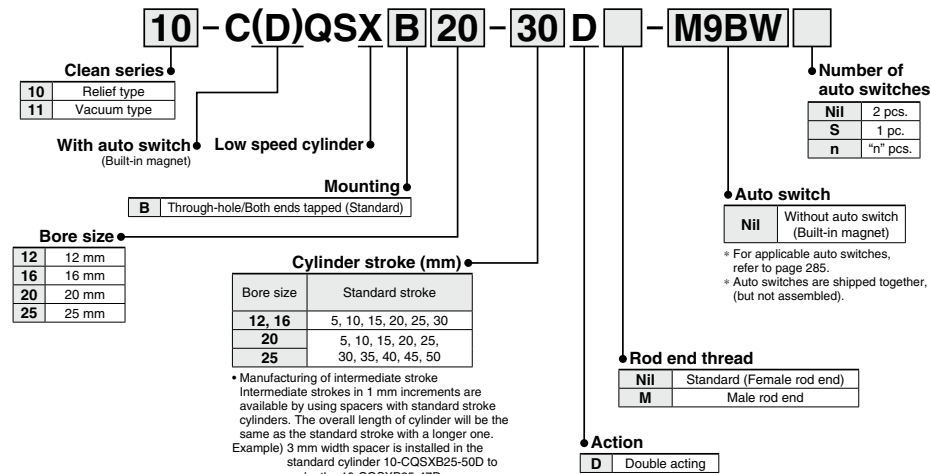 10 – C(D)QSX B 20 – 30 D – M9BW
Clean series
10 Relief type
11 Vacuum type
With auto switch
(Built-in magnet)
Low speed cylinder
Mounting
B Through-hole/Both ends tapped (Standard)
Bore size
12 12 mm
16 16 mm
20 20 mm
25 25 mm
Cylinder stroke (mm)
Bore size Standard stroke
12, 16 5, 10, 15, 20, 25, 30
20 5, 10, 15, 20, 25,
25 30, 35, 40, 45, 50
• Manufacturing of intermediate stroke
Intermediate strokes in 1 mm increments are
available by using spacers with standard stroke
cylinders. The overall length of cylinder will be the
same as the standard stroke with a longer one.
Example) 3 mm width spacer is installed in the
standard cylinder 10-CQSXB25-50D to
Number of
auto switches
Nil 2 pcs.
S 1 pc.
n "n" pcs.
Auto switch
Nil Without auto switch
(Built-in magnet)
* For applicable auto switches,
refer to page 285.
* Auto switches are shipped together,
(but not assembled).
Rod end thread
Nil Standard (Female rod end)
M Male rod end
Action
D Double acting